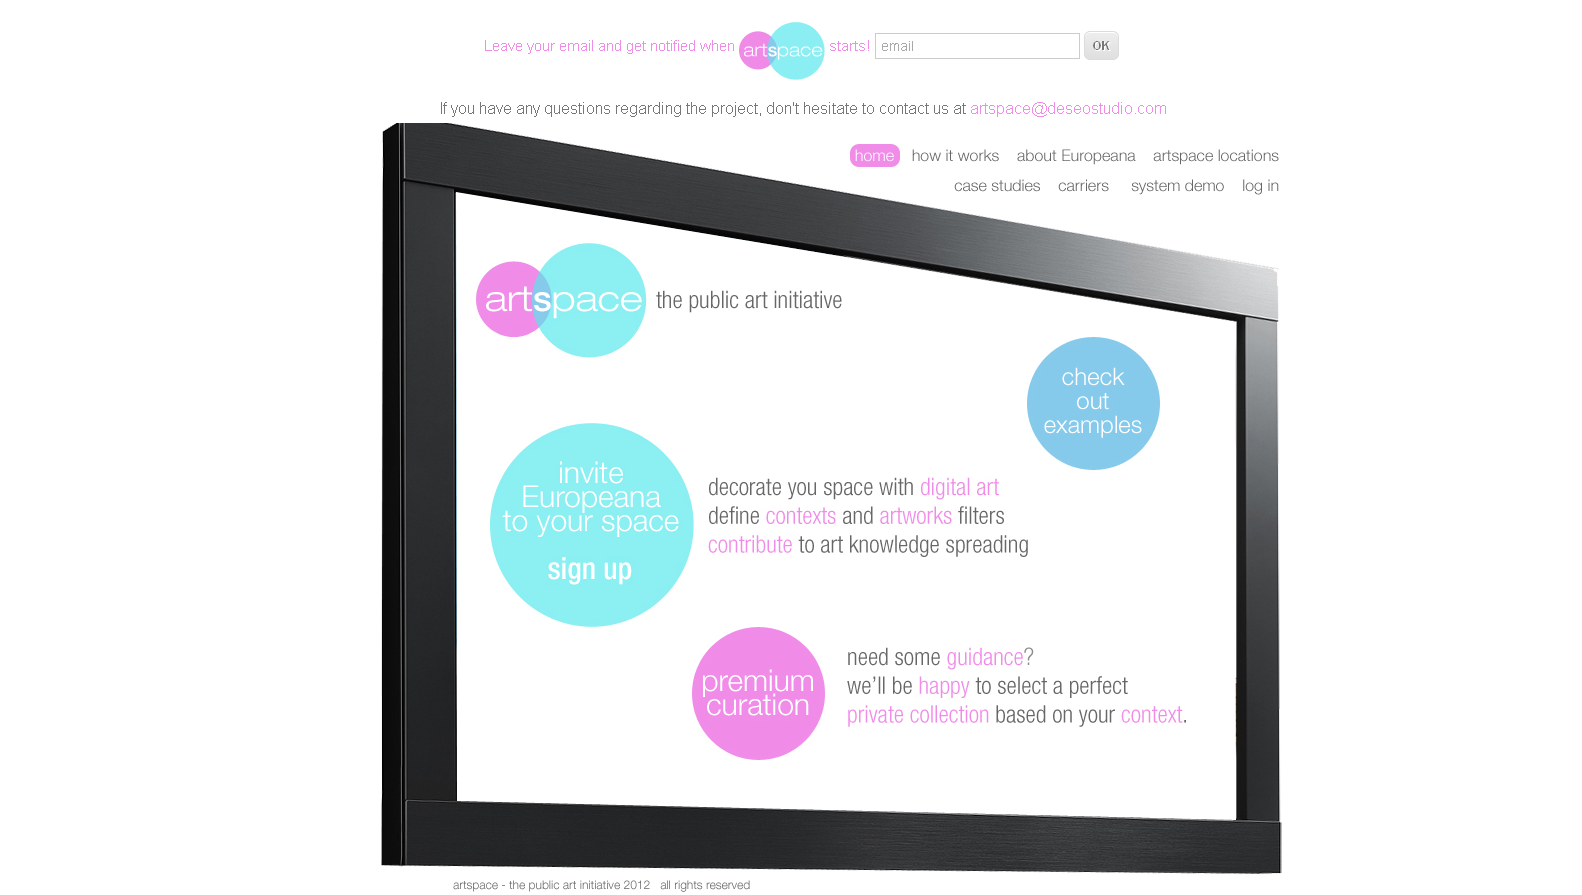 Leave your email and get notified when artspace starts! email OK
If you have any questions regarding the project, don't hesitate to contact us at artspace@deseostudio.com
home how it works about Europeana artspace locations
case studies carriers system demo log in
artspace the public art initiative
check
out
examples
invite
Europeana
to your space
sign up
decorate you space with digital art
define contexts and artworks filters
contribute to art knowledge spreading
premium
curation
need some guidance?
we'll be happy to select a perfect
private collection based on your context.
artspace - the public art initiative 2012 all rights reserved